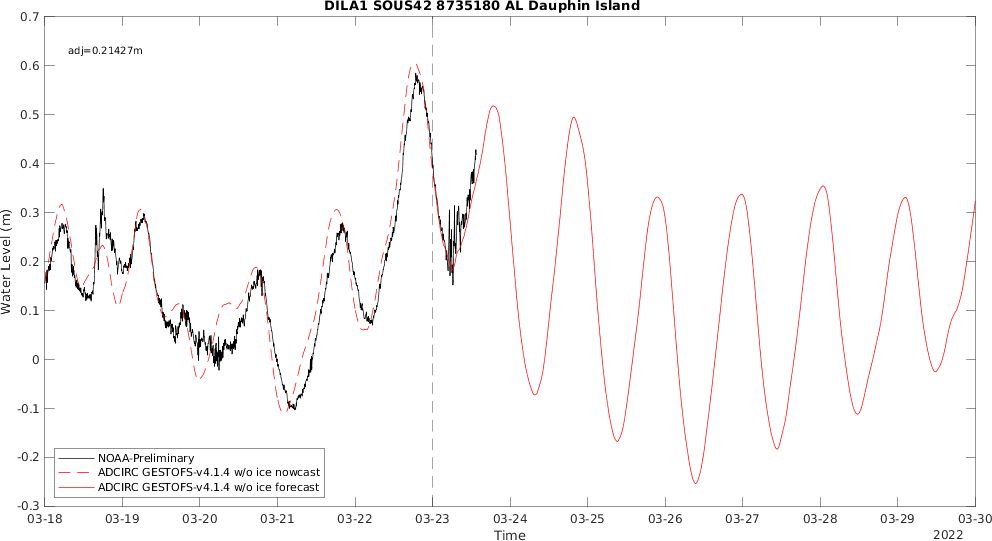 DILA1 SOUS42 8735180 AL Dauphin Island
adj=0.21427m
Water Level (m)
0.7
0.6
0.5
0.4
0.3
0.2
0.1
0
-0.1
-0.2
-0.3
NOAA-Preliminary
ADCIRC GESTOFS-v4.1.4 w/o ice nowcast
ADCIRC GESTOFS-v4.1.4 w/o ice forecast
03-18 03-19 03-20 03-21 03-22 03-23 03-24 03-25 03-26 03-27 03-28 03-29 03-30
Time
2022